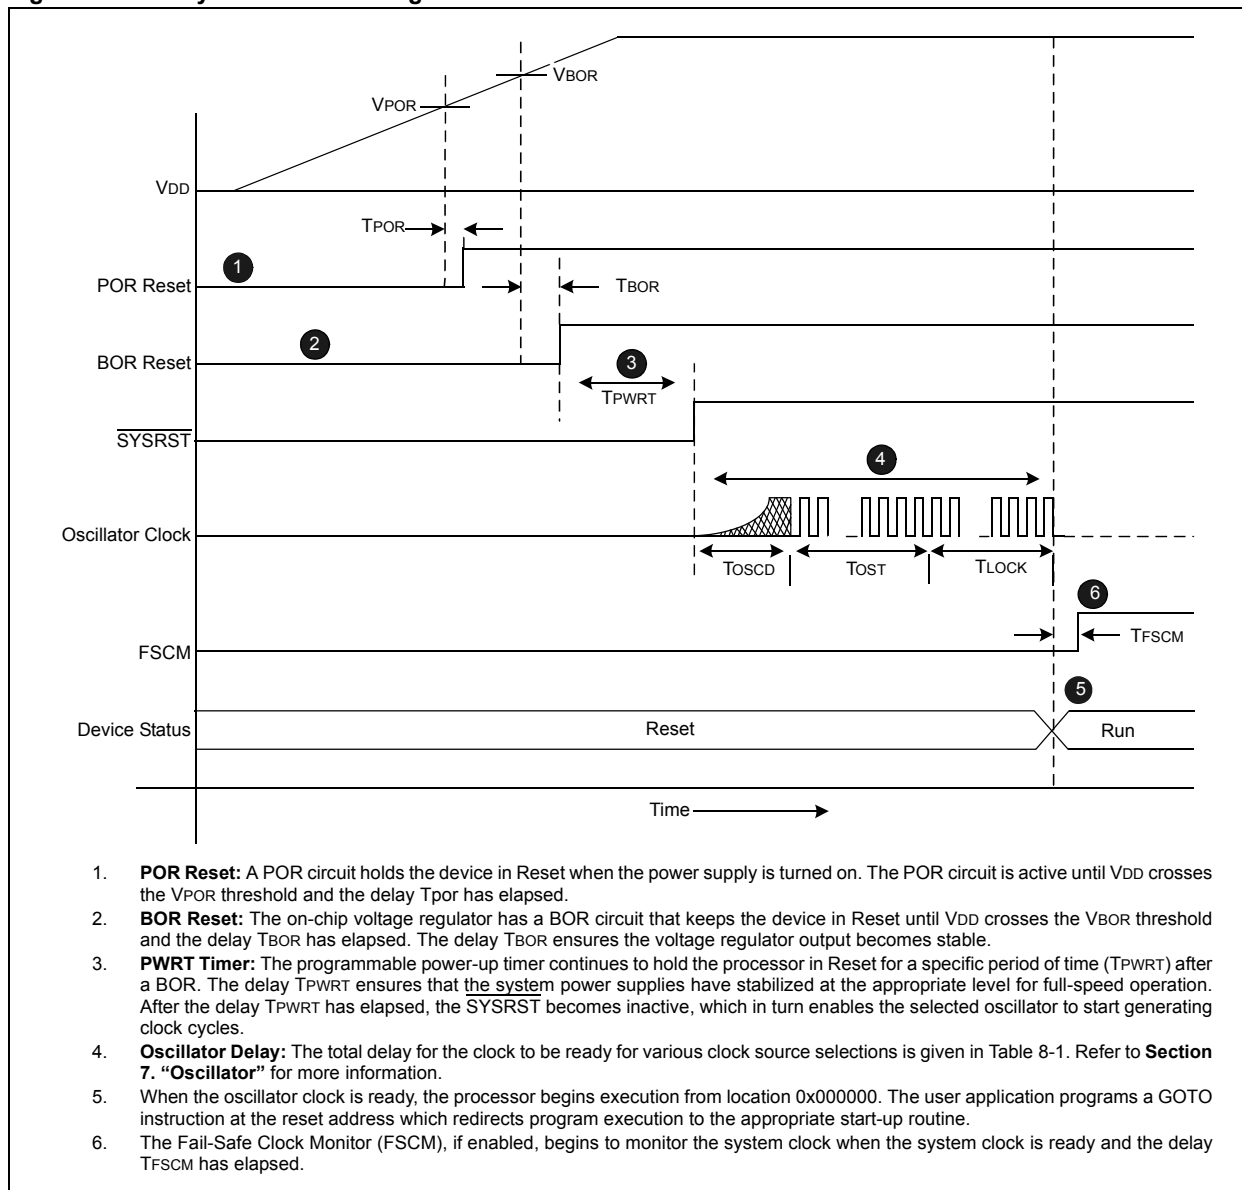 VBOR
VPOR
VDD
TPOR
1
POR Reset
TBOR
2
BOR Reset
3
TPWRT
SYSRST
4
Oscillator Clock
TOSCD
TOST
TLOCK
6
FSCM
TFSCM
5
Device Status
Reset
Run
Time
1. POR Reset: A POR circuit holds the device in Reset when the power supply is turned on. The POR circuit is active until VDD crosses
the VPOR threshold and the delay Tpor has elapsed.
2. BOR Reset: The on-chip voltage regulator has a BOR circuit that keeps the device in Reset until VDD crosses the VBOR threshold
and the delay TBOR has elapsed. The delay TBOR ensures the voltage regulator output becomes stable.
3. PWRT Timer: The programmable power-up timer continues to hold the processor in Reset for a specific period of time (TPWRT) after
a BOR. The delay TPWRT ensures that the system power supplies have stabilized at the appropriate level for full-speed operation.
After the delay TPWRT has elapsed, the SYSRST becomes inactive, which in turn enables the selected oscillator to start generating
clock cycles.
4. Oscillator Delay: The total delay for the clock to be ready for various clock source selections is given in Table 8-1. Refer to Section
7. “Oscillator” for more information.
5. When the oscillator clock is ready, the processor begins execution from location 0x000000. The user application programs a GOTO
instruction at the reset address which redirects program execution to the appropriate start-up routine.
6. The Fail-Safe Clock Monitor (FSCM), if enabled, begins to monitor the system clock when the system clock is ready and the delay
TFSCM has elapsed.